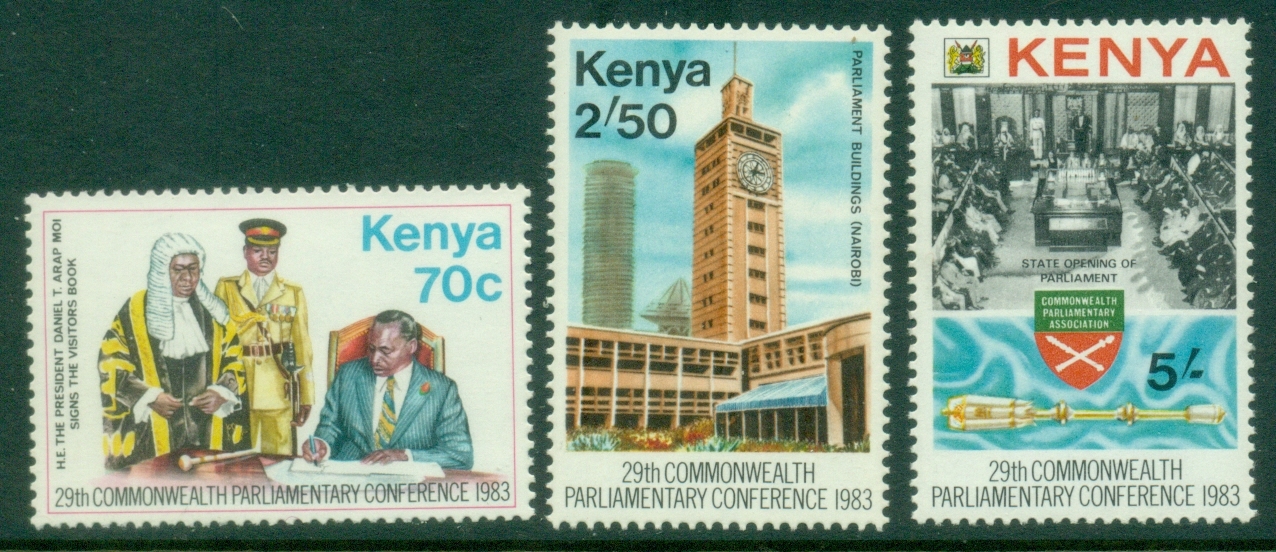 H.E. THE PRESIDENT DANIEL T. ARAP MOI
SIGNS THE VISITORS BOOK
Kenya
70c
29th COMMONWEALTH PARLIAMENTARY CONFERENCE 1983
Kenya
2/50
PARLIAMENT BUILDINGS (NAIROBI)
29th COMMONWEALTH
PARLIAMENTARY CONFERENCE 1983
KENYA
STATE OPENING OF
PARLIAMENT
COMMONWEALTH
PARLIAMENTARY
ASSOCIATION
5/-
29th COMMONWEALTH
PARLIAMENTARY CONFERENCE 1983